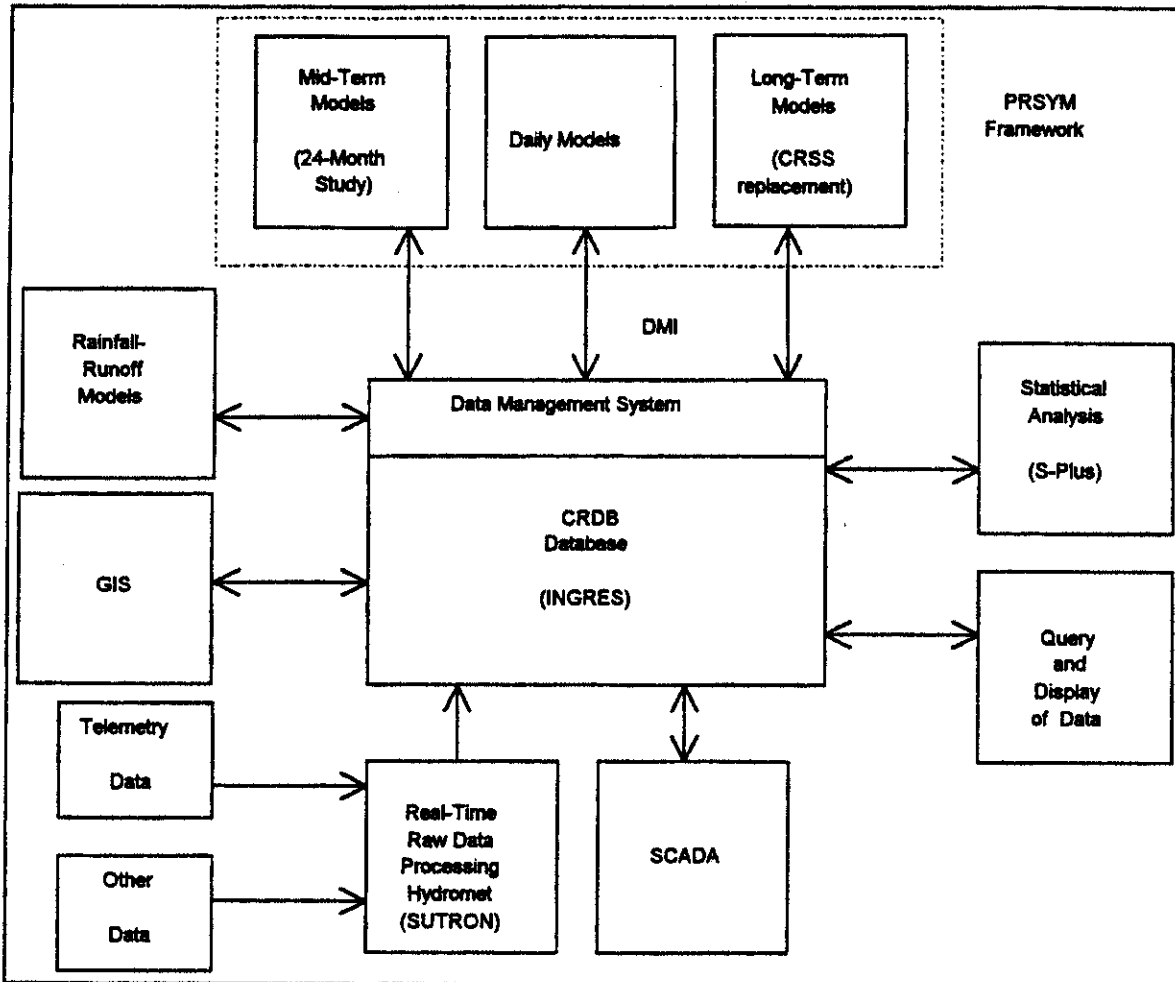 Mid-Term
Models
(24-Month
Study)
Daily Models
Long-Term
Models
(CRSS
replacement)
PRSYM
Framework
DMI
Rainfall-
Runoff
Models
Data Management System
Statistical
Analysis
(S-Plus)
CRDB
Database
(INGRES)
GIS
Query
and
Display
of Data
Telemetry
Data
Real-Time
Raw Data
Processing
Hydromet
(SUTRON)
SCADA
Other
Data